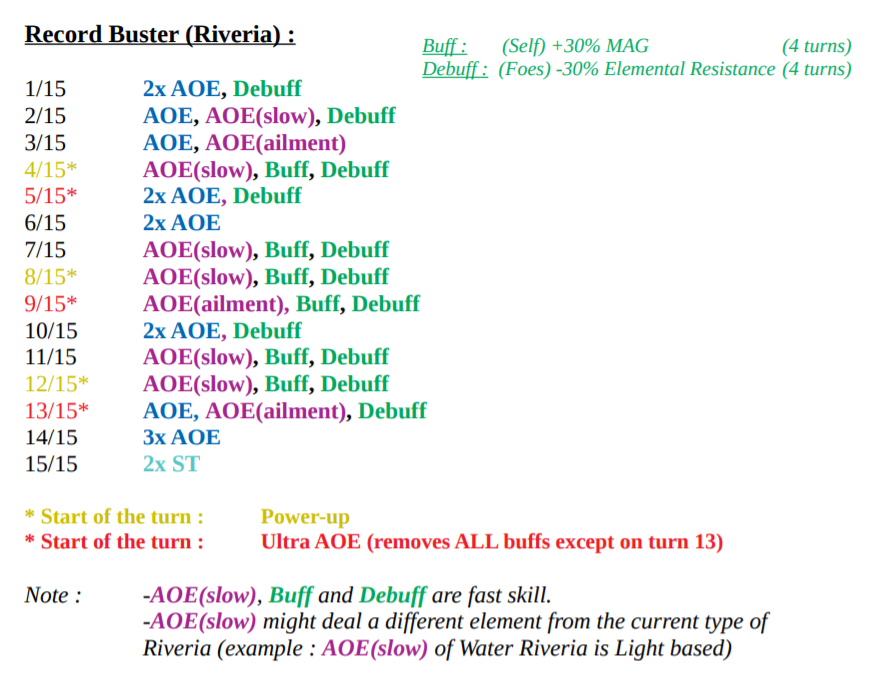 Record Buster (Riveria) :
Buff : (Self) +30% MAG (4 turns)
Debuff : (Foes) -30% Elemental Resistance (4 turns)
1/15 2x AOE, Debuff
2/15 AOE, AOE(slow), Debuff
3/15 AOE, AOE(ailment)
4/15* AOE(slow), Buff, Debuff
5/15* 2x AOE, Debuff
6/15 2x AOE
7/15 AOE(slow), Buff, Debuff
8/15* AOE(slow), Buff, Debuff
9/15* AOE(ailment), Buff, Debuff
10/15 2x AOE, Debuff
11/15 AOE(slow), Buff, Debuff
12/15* AOE(slow), Buff, Debuff
13/15* AOE, AOE(ailment), Debuff
14/15 3x AOE
15/15 2x ST
* Start of the turn : Power-up
* Start of the turn : Ultra AOE (removes ALL buffs except on turn 13)
Note : -AOE(slow), Buff and Debuff are fast skill.
-AOE(slow) might deal a different element from the current type of
Riveria (example : AOE(slow) of Water Riveria is Light based)